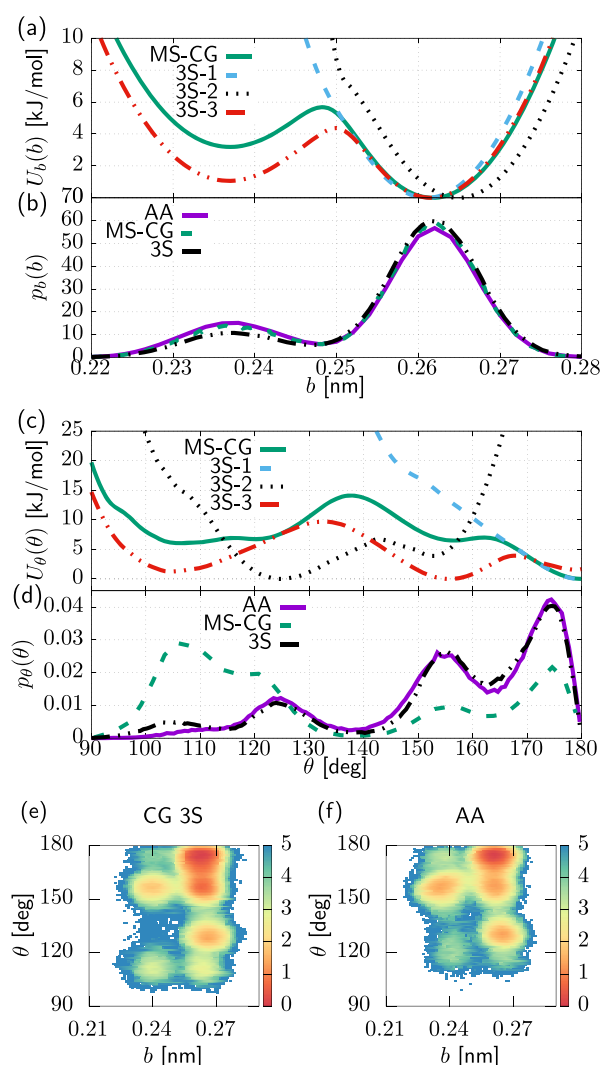 (a)
10
8
6
4
2
0
U_b(b) [kJ/mol]
MS-CG
3S-1
3S-2
3S-3
(b)
70
60
50
40
30
20
10
0
p_b(b)
AA
MS-CG
3S
0.22 0.23 0.24 0.25 0.26 0.27 0.28
b [nm]
(c)
25
20
15
10
5
0
U_θ(θ) [kJ/mol]
MS-CG
3S-1
3S-2
3S-3
(d)
0.04
0.03
0.02
0.01
0
p_θ(θ)
AA
MS-CG
3S
90 100 110 120 130 140 150 160 170 180
θ [deg]
(e) CG 3S
180
150
120
90
θ [deg]
0.21 0.24 0.27
b [nm]
5
4
3
2
1
0
(f) AA
180
150
120
90
θ [deg]
0.21 0.24 0.27
b [nm]
5
4
3
2
1
0